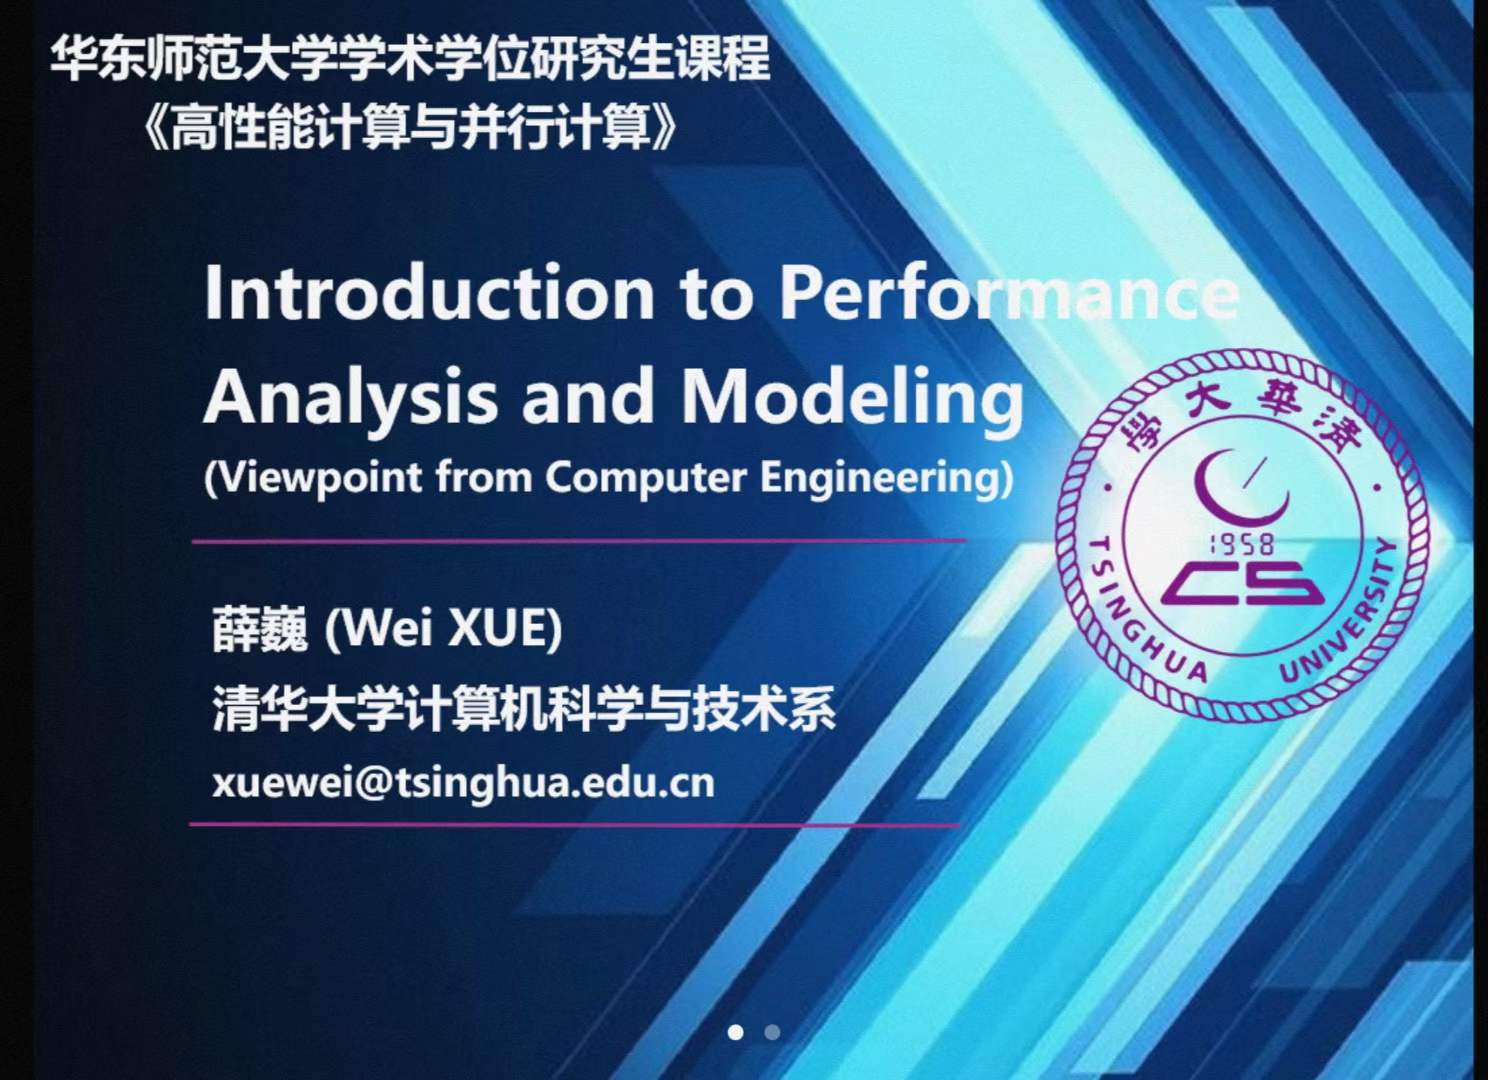 华东师范大学学术学位研究生课程
《高性能计算与并行计算》
Introduction to Performance
Analysis and Modeling
(Viewpoint from Computer Engineering)
薛巍 (Wei XUE)
清华大学计算机科学与技术系
xuewei@tsinghua.edu.cn
學大華清
1958
CS
TSINGHUA UNIVERSITY